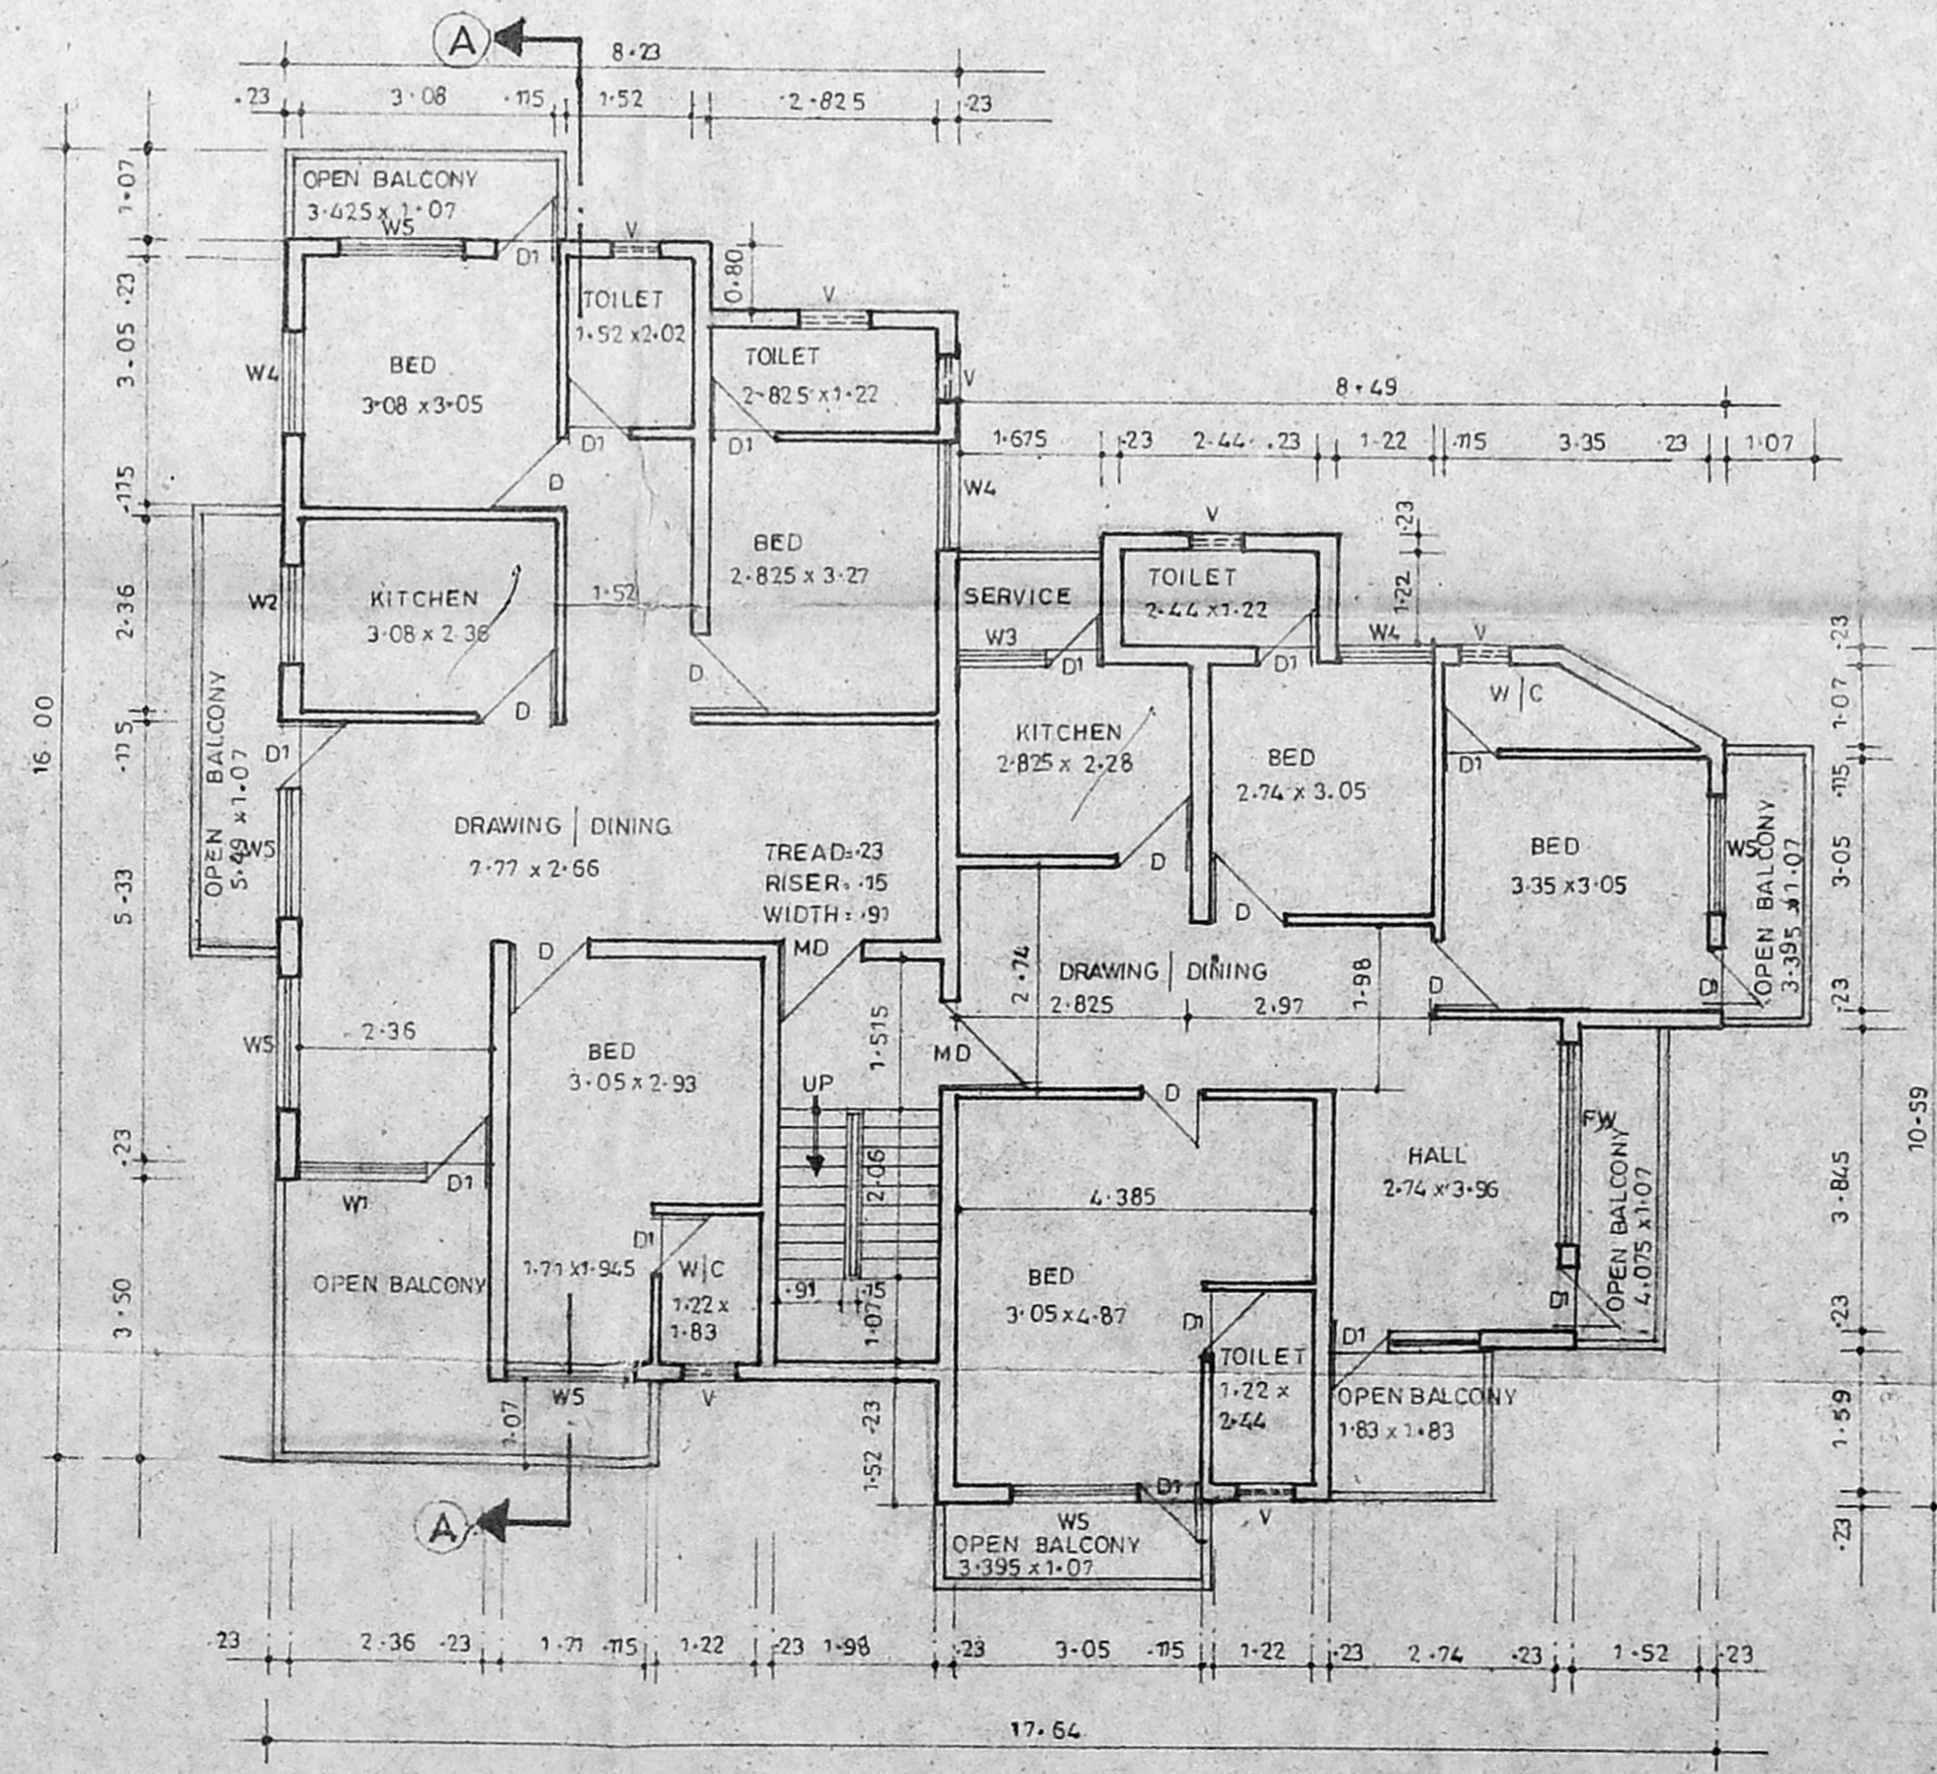 A
8.23
.23 3.08 .115 1.52 2.825 .23
1.07
.23
3.05
.115
2.36
.115
5.33
.23
3.50
16.00
OPEN BALCONY
3.425 x 1.07
W5
D1
V
TOILET
1.52 x 2.02
0.80
V
TOILET
2.825 x 1.22
V
BED
3.08 x 3.05
W4
D1
D1
D
W4
BED
2.825 x 3.27
KITCHEN
3.08 x 2.36
W2
1.52
D
D
D1
OPEN BALCONY
5.49 x 1.07
W5
DRAWING | DINING
7.77 x 2.66
TREAD=.23
RISER=.15
WIDTH=.91
MD
D
W5
2.36
BED
3.05 x 2.93
1.515
UP
2.06
W1
D1
OPEN BALCONY
D1
1.71 x 1.945
W|C
1.22 x
1.83
.91 .15
1.07
W5
V
1.07
.23
1.52
A
8.49
1.675 .23 2.44 .23 1.22 .115 3.35 .23 1.07
V
.23
1.22
SERVICE
TOILET
2.44 x 1.22
W3
D1
D1
W4
V
W|C
D1
KITCHEN
2.825 x 2.28
D
BED
2.74 x 3.05
D
BED
3.35 x 3.05
W5
OPEN BALCONY
3.395 x 1.07
D1
D
2.74
DRAWING | DINING
2.825 2.97
1.98
MD
D
4.385
BED
3.05 x 4.87
D1
TOILET
1.22 x
2.44
HALL
2.74 x 3.96
FW
OPEN BALCONY
4.075 x 1.07
D1
D1
OPEN BALCONY
1.83 x 1.83
D1
W5
V
OPEN BALCONY
3.395 x 1.07
.23
1.07
.115
3.05
.23
3.845
.23
1.59
.23
10.59
.23 2.36 .23 1.71 .115 1.22 .23 1.98 .23 3.05 .115 1.22 .23 2.74 .23 1.52 .23
17.64